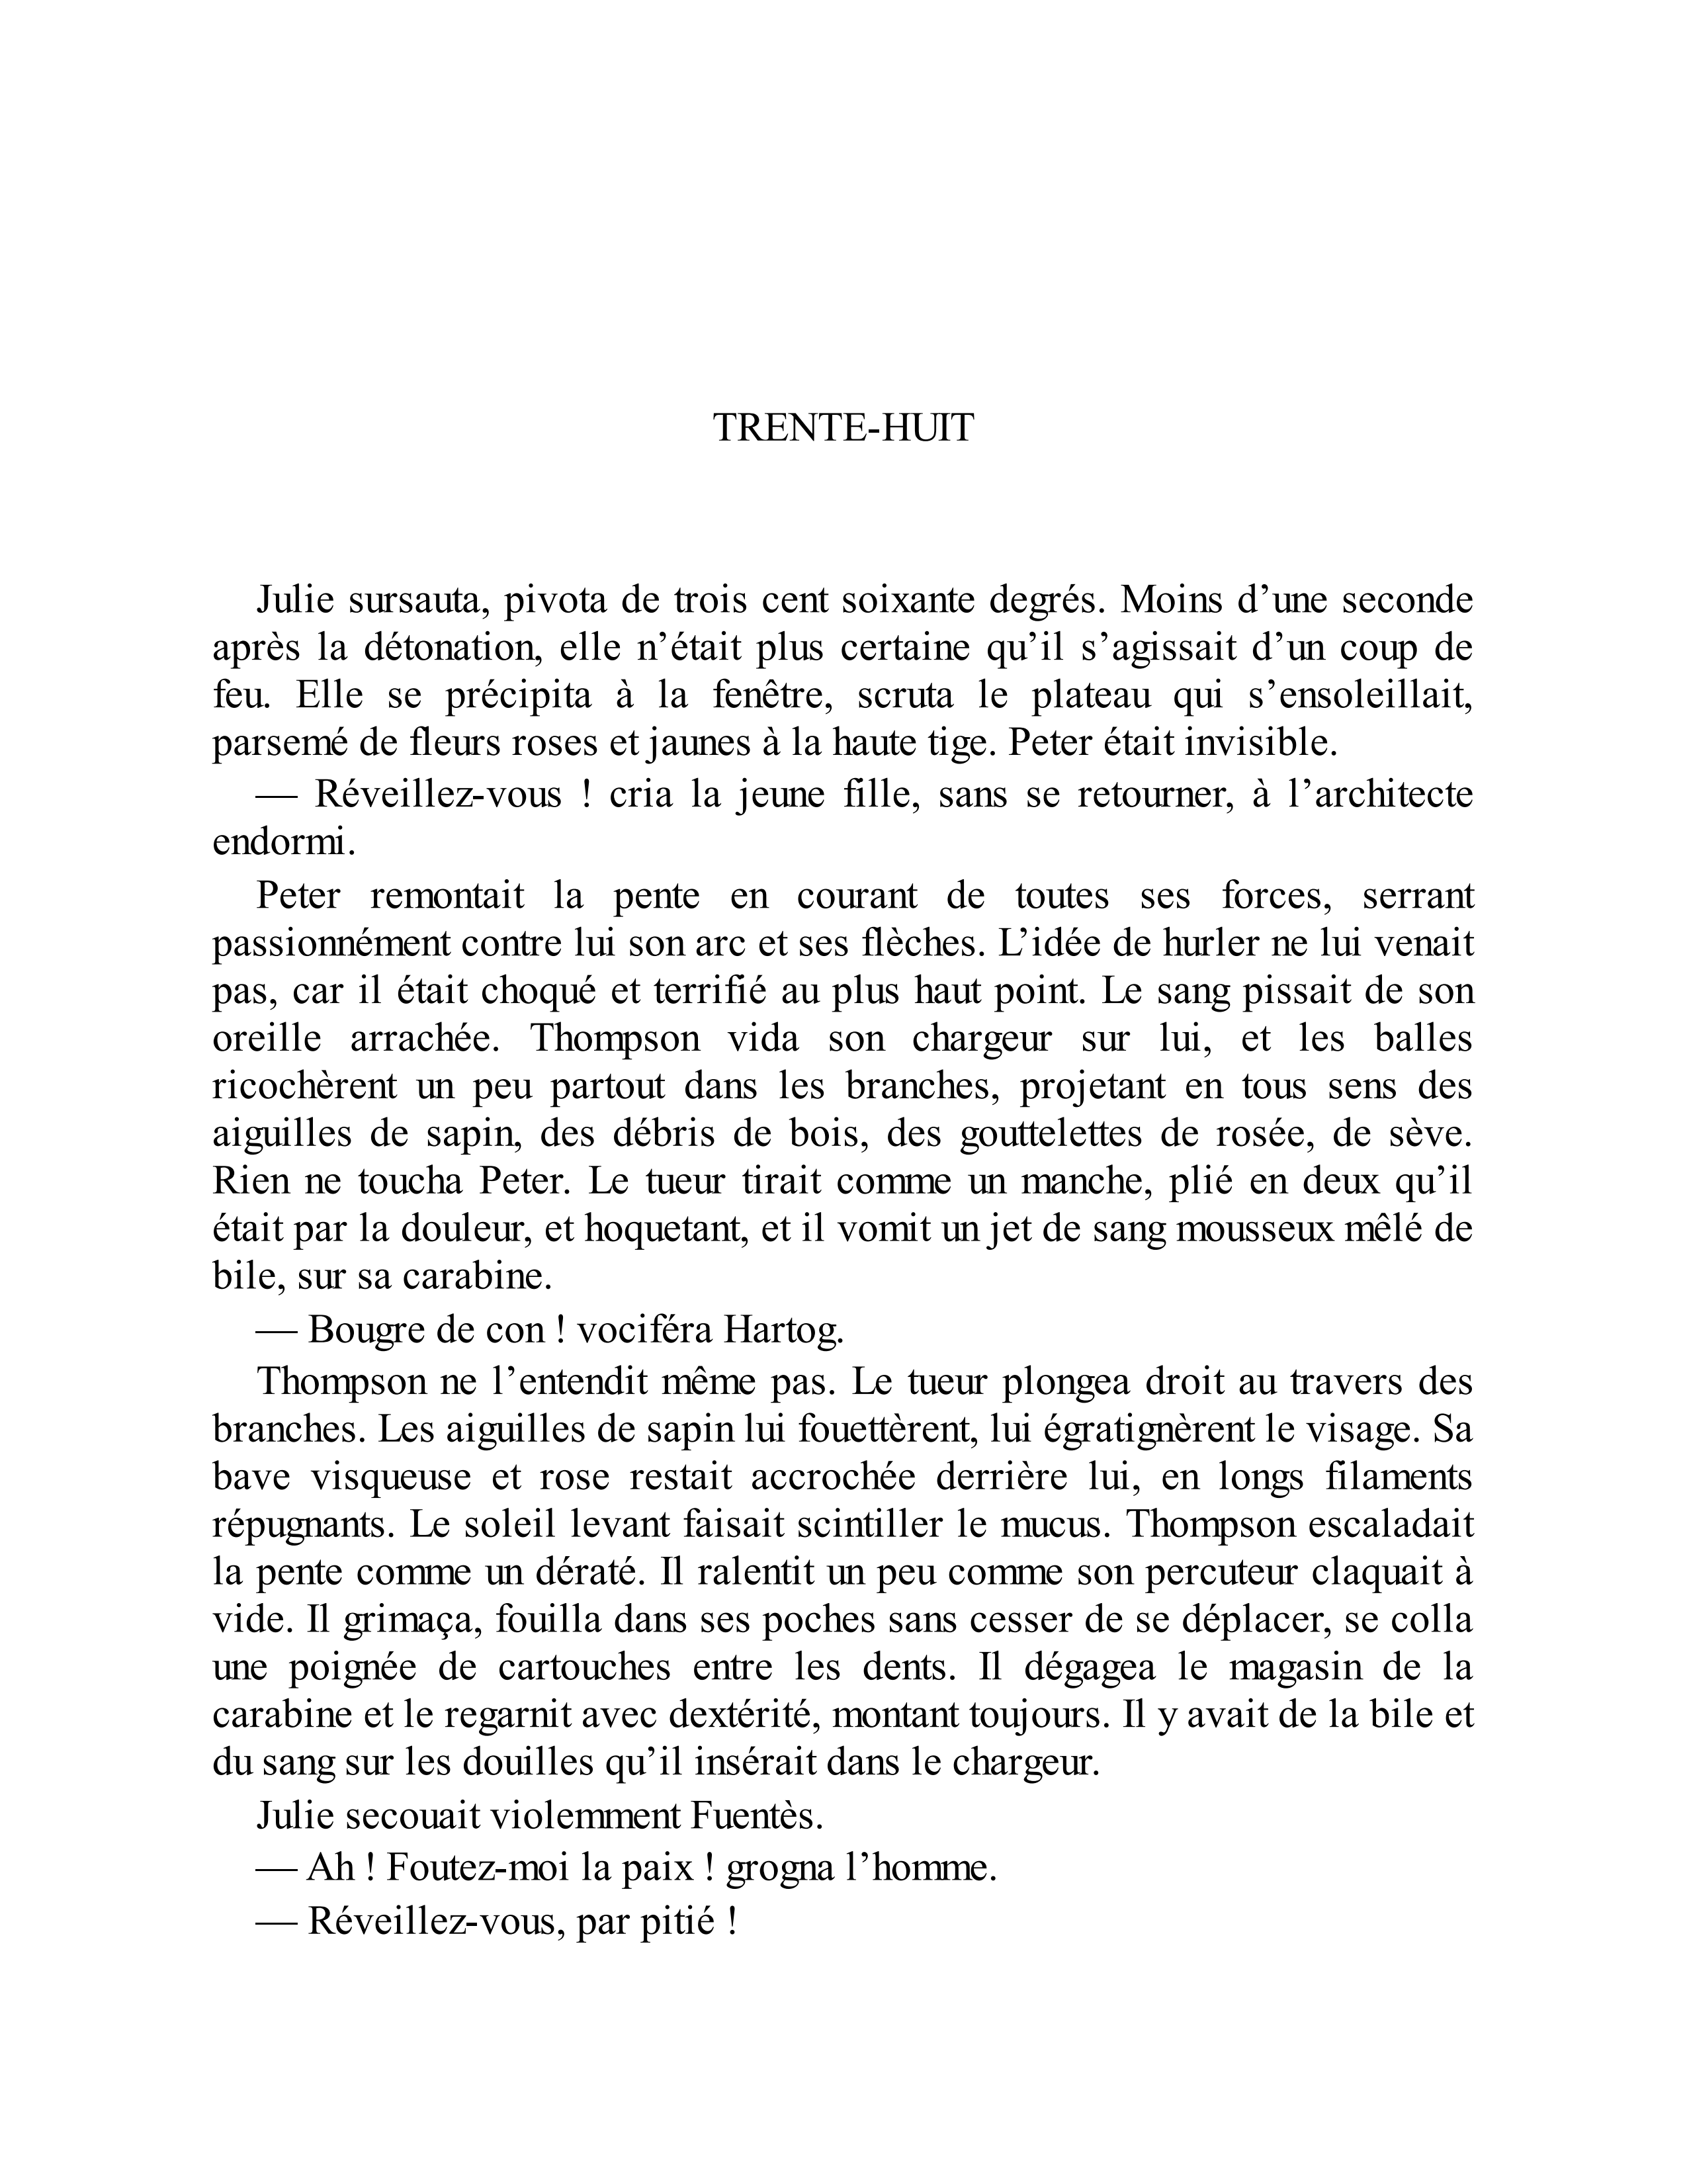 TRENTE-HUIT
Julie sursauta, pivota de trois cent soixante degrés. Moins d’une seconde
après la détonation, elle n’était plus certaine qu’il s’agissait d’un coup de
feu. Elle se précipita à la fenêtre, scruta le plateau qui s’ensoleillait,
parsemé de fleurs roses et jaunes à la haute tige. Peter était invisible.
— Réveillez-vous ! cria la jeune fille, sans se retourner, à l’architecte
endormi.
Peter remontait la pente en courant de toutes ses forces, serrant
passionnément contre lui son arc et ses flèches. L’idée de hurler ne lui venait
pas, car il était choqué et terrifié au plus haut point. Le sang pissait de son
oreille arrachée. Thompson vida son chargeur sur lui, et les balles
ricochèrent un peu partout dans les branches, projetant en tous sens des
aiguilles de sapin, des débris de bois, des gouttelettes de rosée, de sève.
Rien ne toucha Peter. Le tueur tirait comme un manche, plié en deux qu’il
était par la douleur, et hoquetant, et il vomit un jet de sang mousseux mêlé de
bile, sur sa carabine.
— Bougre de con ! vociféra Hartog.
Thompson ne l’entendit même pas. Le tueur plongea droit au travers des
branches. Les aiguilles de sapin lui fouettèrent, lui égratignèrent le visage. Sa
bave visqueuse et rose restait accrochée derrière lui, en longs filaments
répugnants. Le soleil levant faisait scintiller le mucus. Thompson escaladait
la pente comme un dératé. Il ralentit un peu comme son percuteur claquait à
vide. Il grimaça, fouilla dans ses poches sans cesser de se déplacer, se colla
une poignée de cartouches entre les dents. Il dégagea le magasin de la
carabine et le regarnit avec dextérité, montant toujours. Il y avait de la bile et
du sang sur les douilles qu’il insérait dans le chargeur.
Julie secouait violemment Fuentès.
— Ah ! Foutez-moi la paix ! grogna l’homme.
— Réveillez-vous, par pitié !